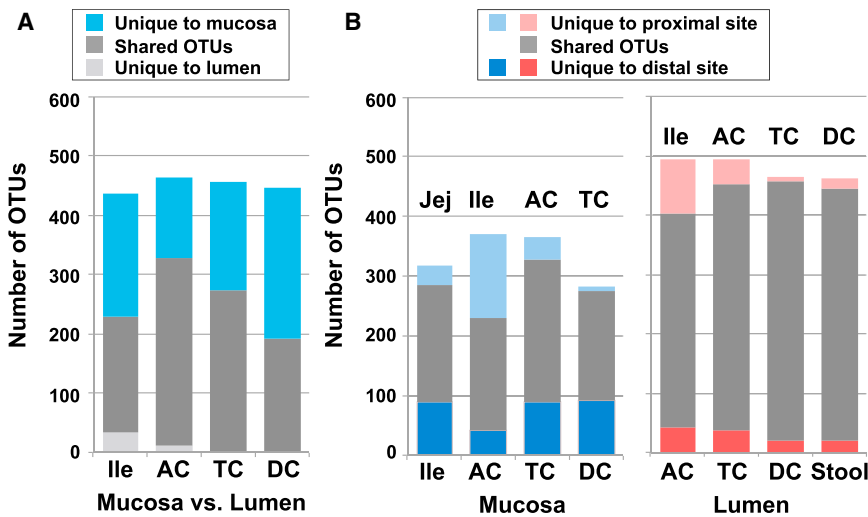 A
Unique to mucosa
Shared OTUs
Unique to lumen
Number of OTUs
600
500
400
300
200
100
0
Ile AC TC DC
Mucosa vs. Lumen
B
Unique to proximal site
Shared OTUs
Unique to distal site
Number of OTUs
600
500
400
300
200
100
0
Jej Ile AC TC
Ile AC TC DC
Mucosa
Ile AC TC DC
AC TC DC Stool
Lumen